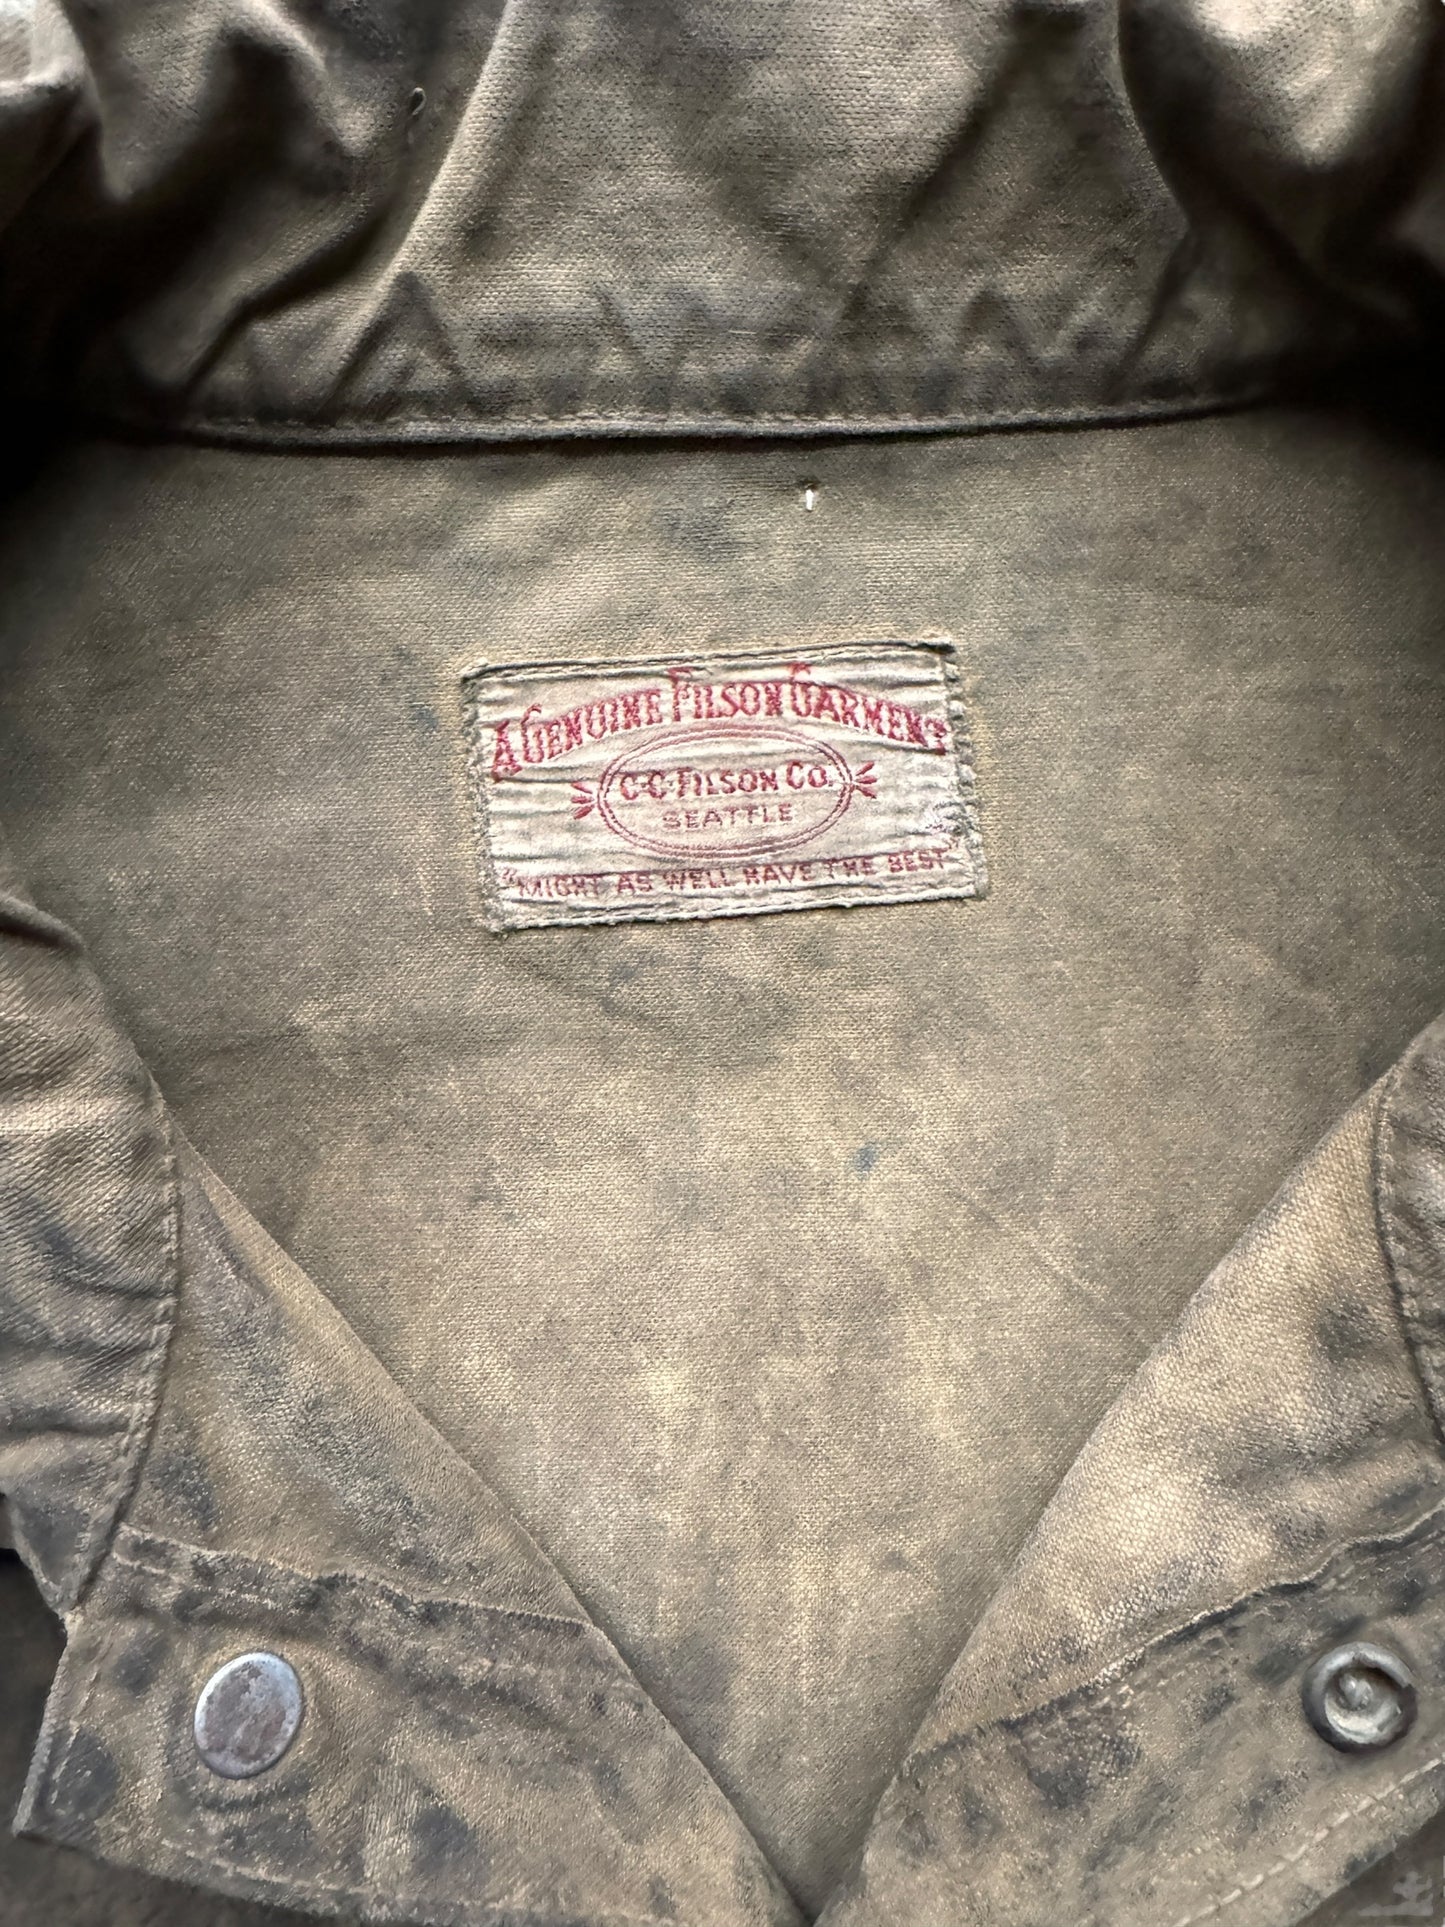 A GENUINE FILSON GARMENT
C·C·FILSON CO.
SEATTLE
"MIGHT AS WELL HAVE THE BEST"